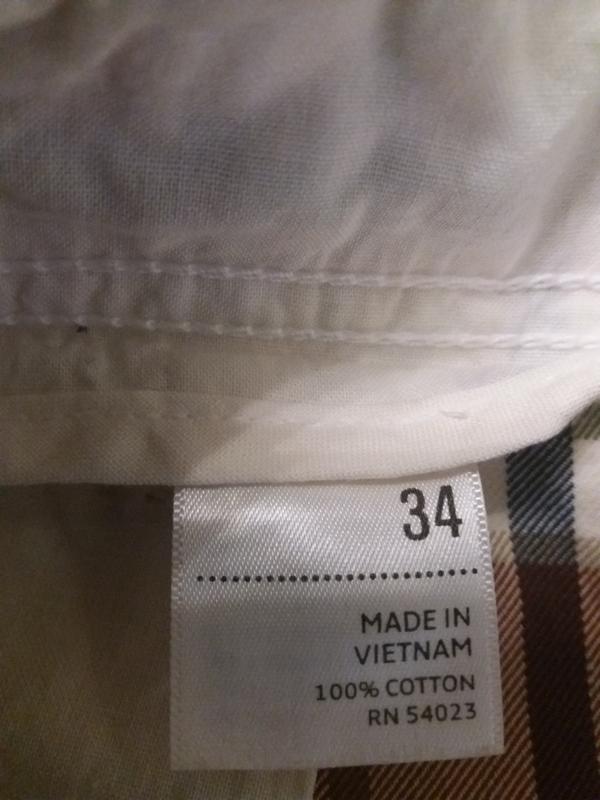 34
MADE IN
VIETNAM
100% COTTON
RN 54023